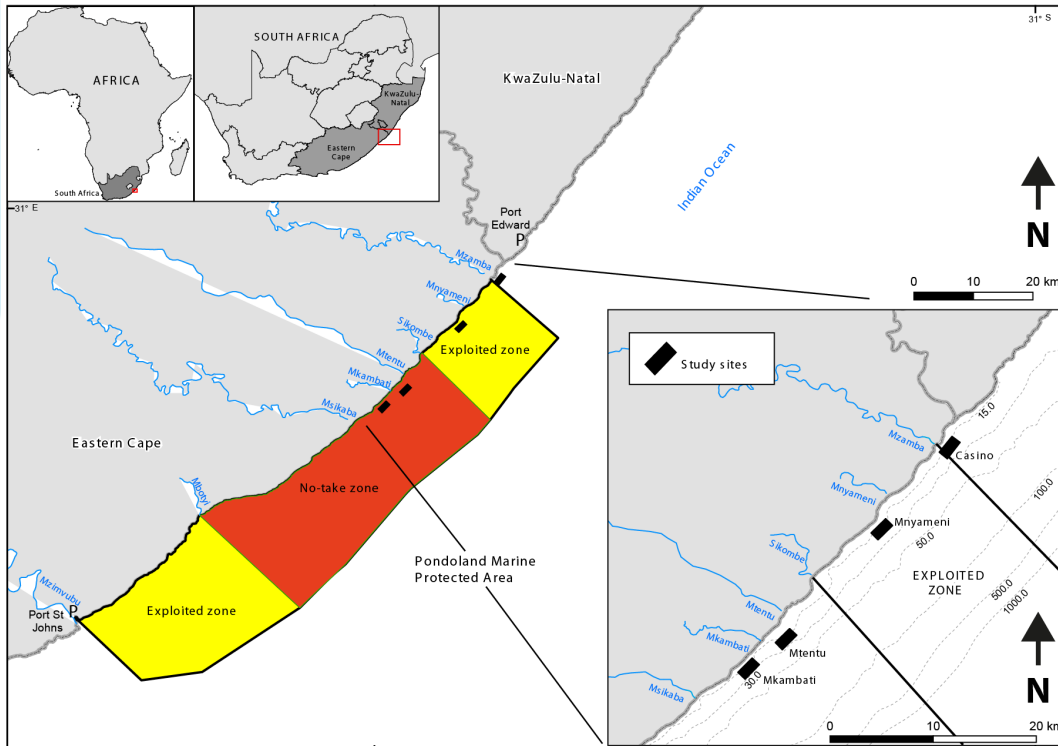 AFRICA
South Africa
SOUTH AFRICA
KwaZulu-
Natal
Eastern
Cape
KwaZulu-Natal
31° S
Indian Ocean
N
0 10 20 km
31° E
Port
Edward
P
Mzamba
Mnyameni
Sikombe
Mtentu
Mkambati
Msikaba
Exploited zone
Eastern Cape
No-take zone
Mbotyi
Mzimvubu
P
Port St
Johns
Exploited zone
Pondoland Marine
Protected Area
Study sites
15.0
Mzamba
Casino
100.0
Mnyameni
Mnyameni
50.0
Sikombe
EXPLOITED
ZONE
500.0
1000.0
Mtentu
Mkambati
Mtentu
Mkambati
30.0
Msikaba
N
0 10 20 km